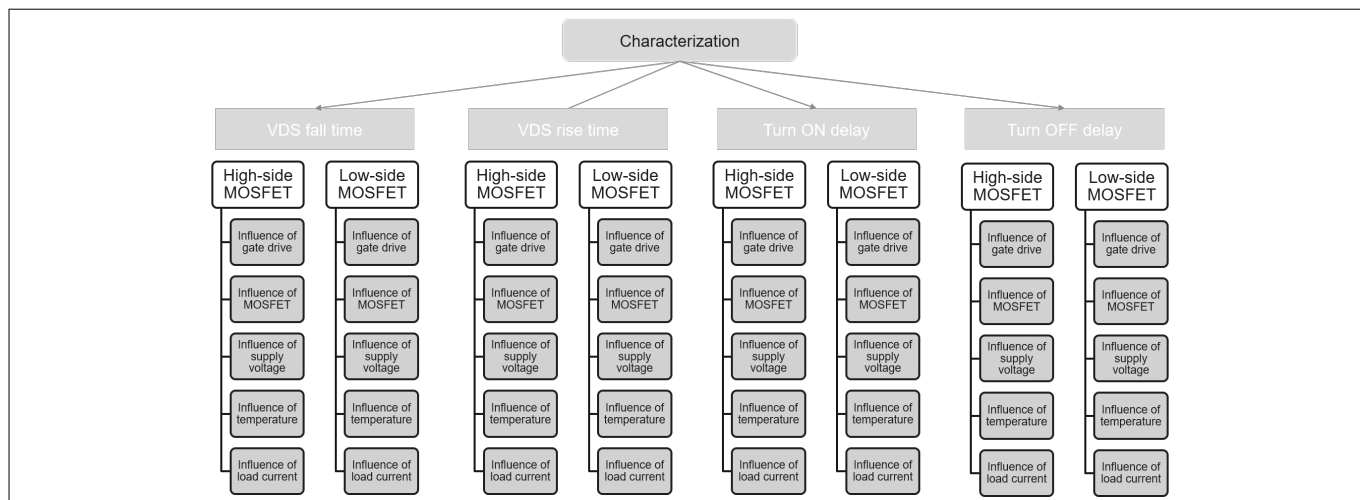 Characterization
VDS fall time
VDS rise time
Turn ON delay
Turn OFF delay
High-side
MOSFET
Low-side
MOSFET
High-side
MOSFET
Low-side
MOSFET
High-side
MOSFET
Low-side
MOSFET
High-side
MOSFET
Low-side
MOSFET
Influence of
gate drive
Influence of
gate drive
Influence of
gate drive
Influence of
gate drive
Influence of
gate drive
Influence of
gate drive
Influence of
gate drive
Influence of
gate drive
Influence of
MOSFET
Influence of
MOSFET
Influence of
MOSFET
Influence of
MOSFET
Influence of
MOSFET
Influence of
MOSFET
Influence of
MOSFET
Influence of
MOSFET
Influence of
supply
voltage
Influence of
supply
voltage
Influence of
supply
voltage
Influence of
supply
voltage
Influence of
supply
voltage
Influence of
supply
voltage
Influence of
supply
voltage
Influence of
supply
voltage
Influence of
temperature
Influence of
temperature
Influence of
temperature
Influence of
temperature
Influence of
temperature
Influence of
temperature
Influence of
temperature
Influence of
temperature
Influence of
load current
Influence of
load current
Influence of
load current
Influence of
load current
Influence of
load current
Influence of
load current
Influence of
load current
Influence of
load current